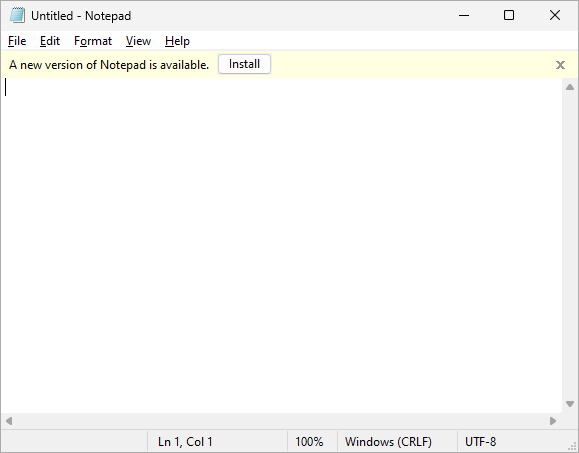 Untitled - Notepad
File Edit Format View Help
A new version of Notepad is available. Install x
Ln 1, Col 1 100% Windows (CRLF) UTF-8